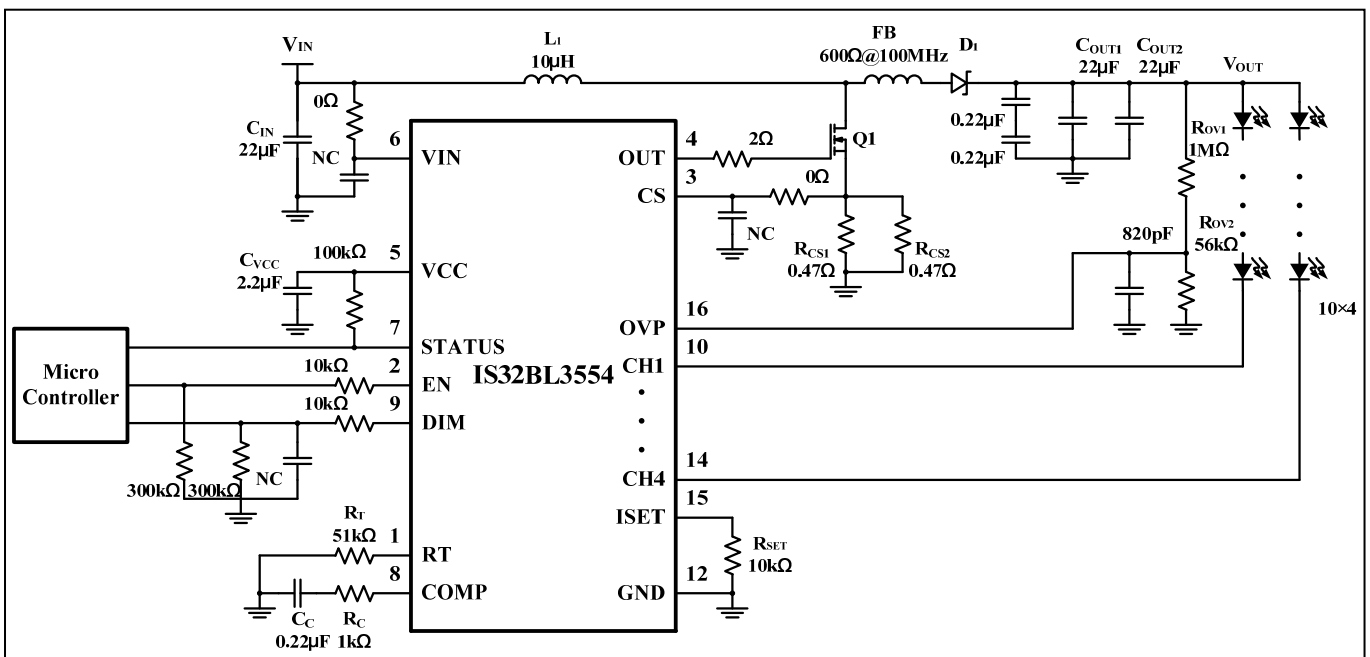 VIN
L1
10µH
FB
600Ω@100MHz
D1
COUT1
22µF
COUT2
22µF
VOUT
0Ω
CIN
22µF
NC
6
VIN
OUT
4
2Ω
Q1
0.22µF
0.22µF
ROV1
1MΩ
3
CS
0Ω
NC
RCS1
0.47Ω
RCS2
0.47Ω
820pF
ROV2
56kΩ
10×4
CVCC
2.2µF
100kΩ
5
VCC
7
STATUS
Micro
Controller
10kΩ
2
EN
10kΩ
9
DIM
IS32BL3554
16
OVP
10
CH1
14
CH4
300kΩ
300kΩ
NC
15
ISET
RSET
10kΩ
12
GND
RT
51kΩ
1
RT
8
COMP
CC
0.22µF
RC
1kΩ